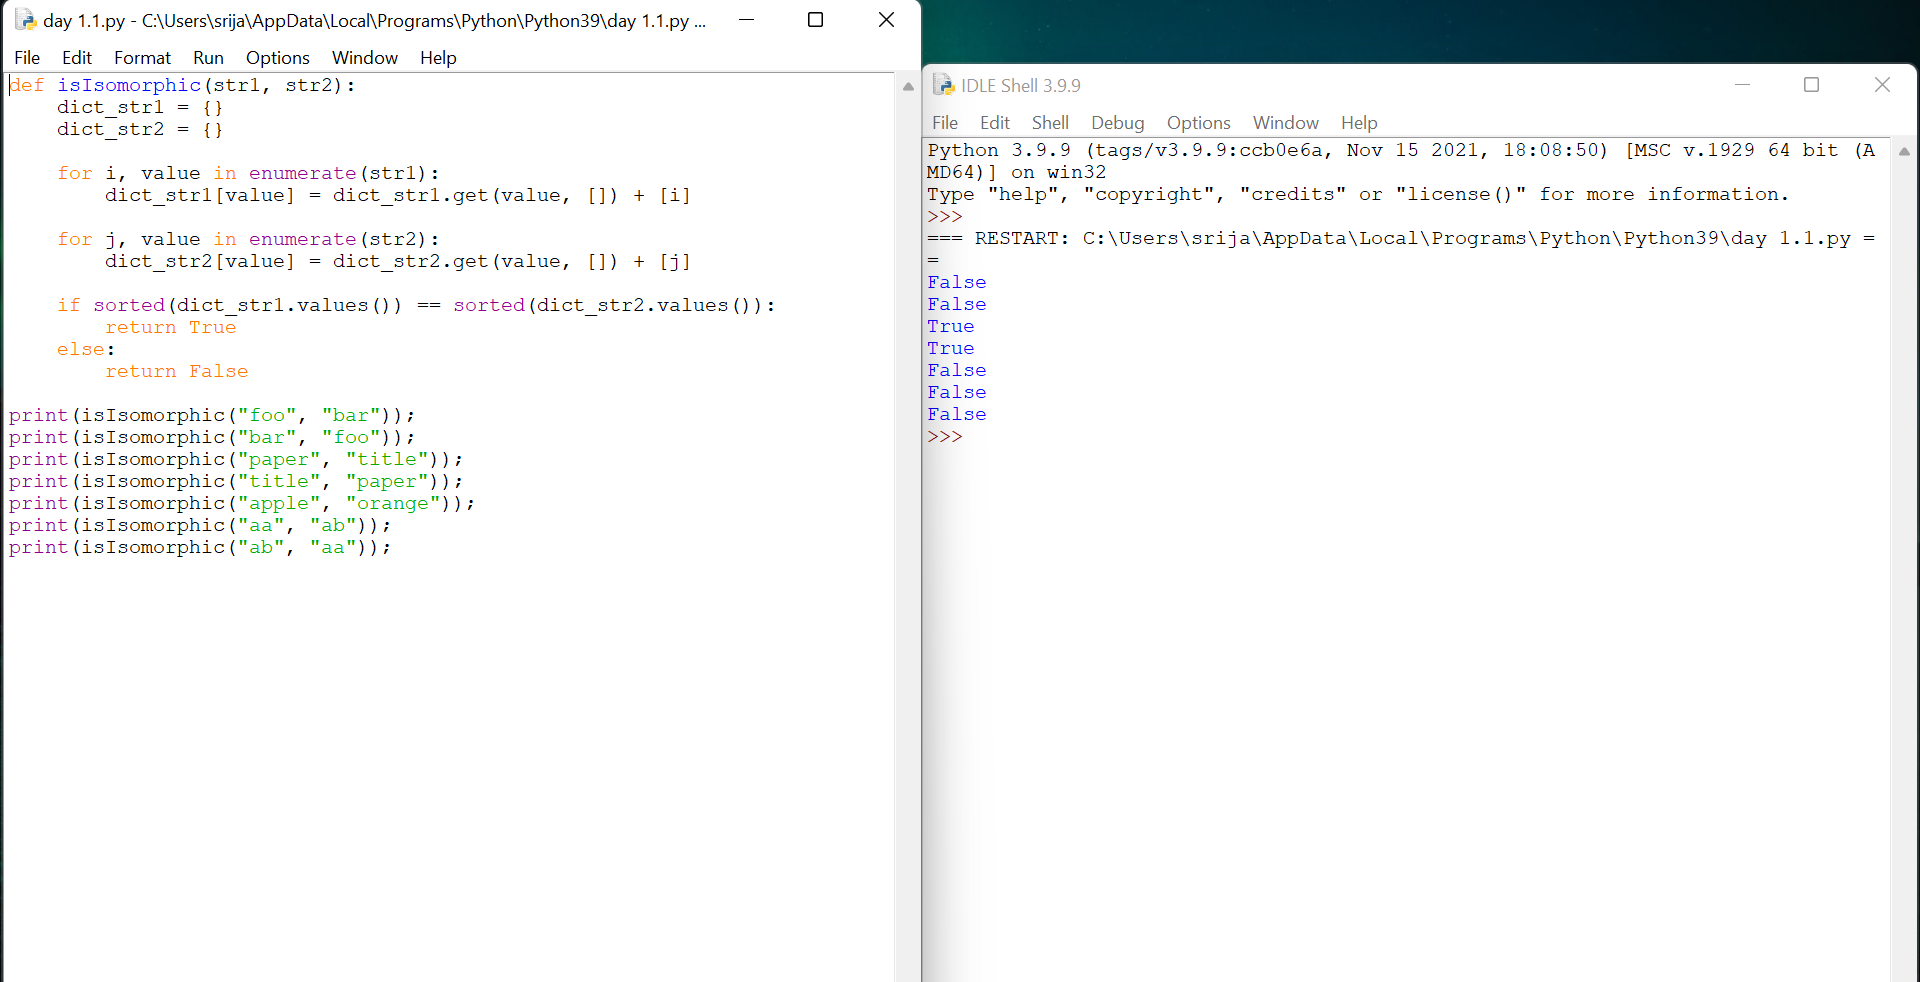 day 1.1.py - C:\Users\srija\AppData\Local\Programs\Python\Python39\day 1.1.py ...
File Edit Format Run Options Window Help
def isIsomorphic(str1, str2):
    dict_str1 = {}
    dict_str2 = {}
    for i, value in enumerate(str1):
        dict_str1[value] = dict_str1.get(value, []) + [i]
    for j, value in enumerate(str2):
        dict_str2[value] = dict_str2.get(value, []) + [j]
    if sorted(dict_str1.values()) == sorted(dict_str2.values()):
        return True
    else:
        return False
print(isIsomorphic("foo", "bar"));
print(isIsomorphic("bar", "foo"));
print(isIsomorphic("paper", "title"));
print(isIsomorphic("title", "paper"));
print(isIsomorphic("apple", "orange"));
print(isIsomorphic("aa", "ab"));
print(isIsomorphic("ab", "aa"));
IDLE Shell 3.9.9
File Edit Shell Debug Options Window Help
Python 3.9.9 (tags/v3.9.9:ccb0e6a, Nov 15 2021, 18:08:50) [MSC v.1929 64 bit (A
MD64)] on win32
Type "help", "copyright", "credits" or "license()" for more information.
>>>
=== RESTART: C:\Users\srija\AppData\Local\Programs\Python\Python39\day 1.1.py =
=
False
False
True
True
False
False
False
>>>